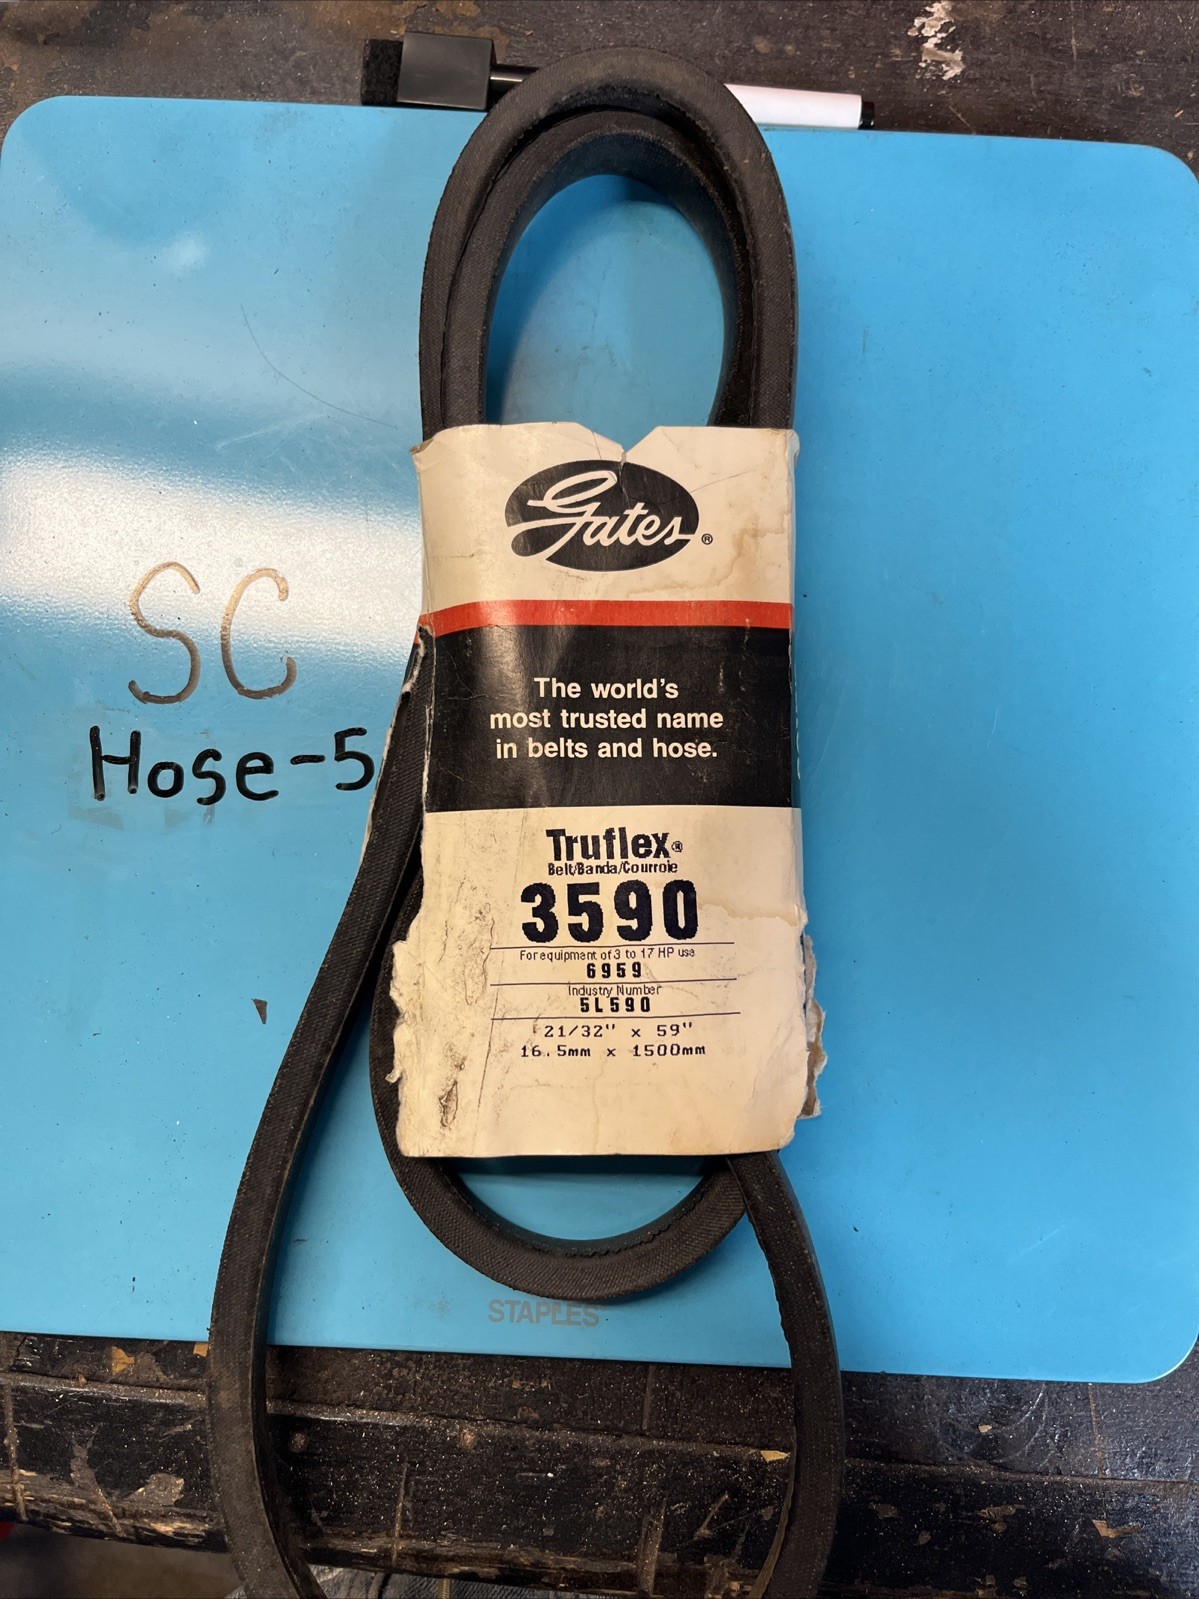 Gates®
SC
Hose-5
The world's
most trusted name
in belts and hose.
Truflex®
Belt/Banda/Courroie
3590
For equipment of 3 to 17 HP use
6959
Industry Number
5L590
21/32" x 59"
16.5mm x 1500mm
STAPLES